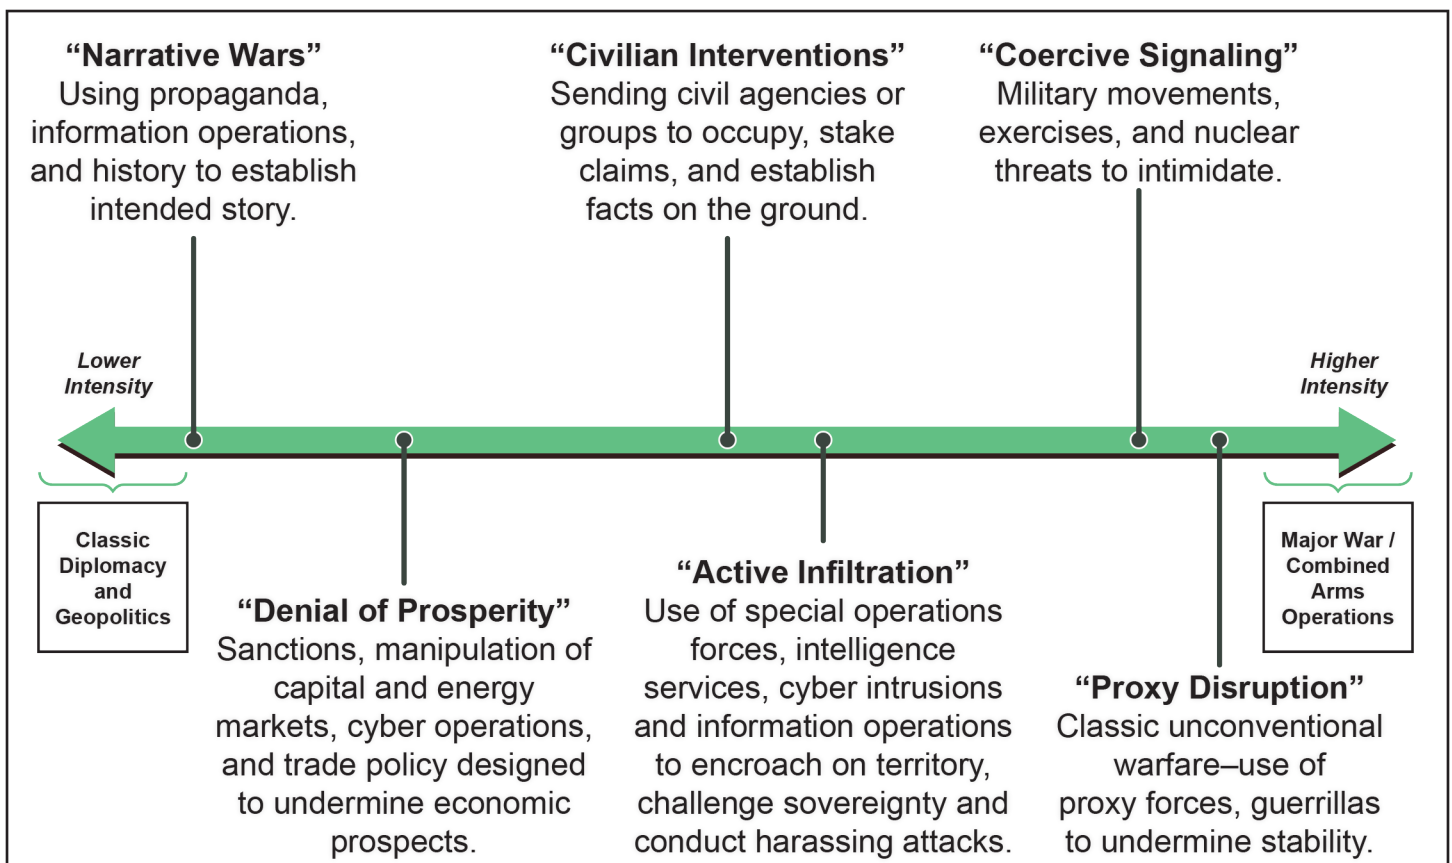 “Narrative Wars”
Using propaganda,
information operations,
and history to establish
intended story.
“Civilian Interventions”
Sending civil agencies or
groups to occupy, stake
claims, and establish
facts on the ground.
“Coercive Signaling”
Military movements,
exercises, and nuclear
threats to intimidate.
Lower
Intensity
Higher
Intensity
Classic
Diplomacy
and
Geopolitics
“Denial of Prosperity”
Sanctions, manipulation of
capital and energy
markets, cyber operations,
and trade policy designed
to undermine economic
prospects.
“Active Infiltration”
Use of special operations
forces, intelligence
services, cyber intrusions
and information operations
to encroach on territory,
challenge sovereignty and
conduct harassing attacks.
Major War /
Combined
Arms
Operations
“Proxy Disruption”
Classic unconventional
warfare–use of
proxy forces, guerrillas
to undermine stability.